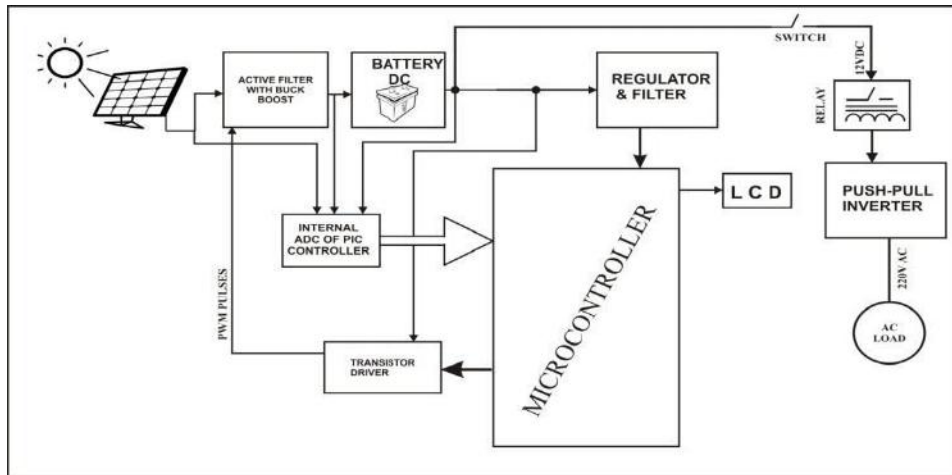 SWITCH
ACTIVE FILTER
WITH BUCK
BOOST
BATTERY
DC
REGULATOR
& FILTER
12VDC
RELAY
PUSH-PULL
INVERTER
LCD
INTERNAL
ADC OF PIC
CONTROLLER
MICROCONTROLLER
PWM PULSES
220V AC
AC
LOAD
TRANSISTOR
DRIVER